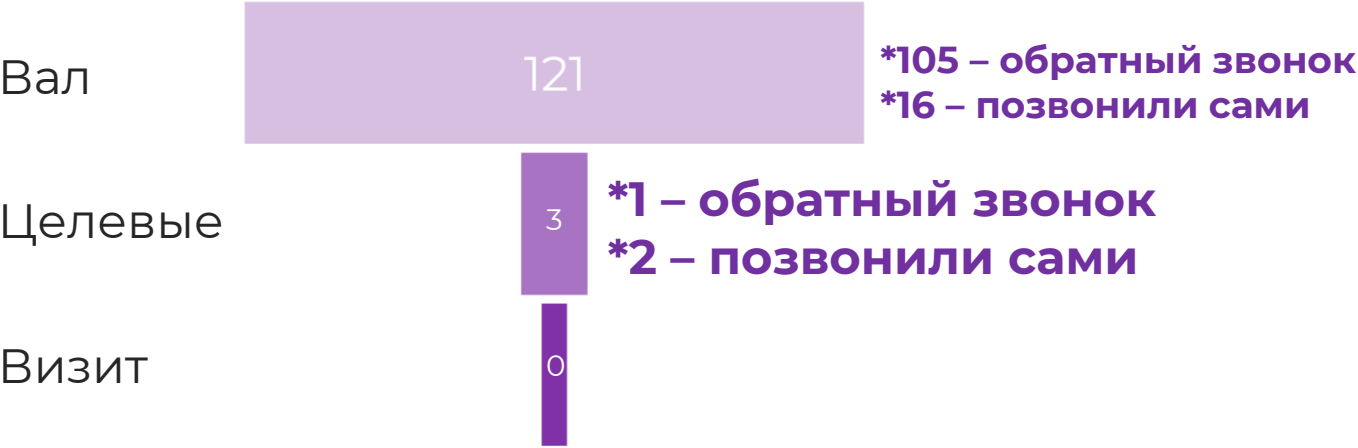 Вал
121
*105 – обратный звонок
*16 – позвонили сами
Целевые
3
*1 – обратный звонок
*2 – позвонили сами
Визит
0